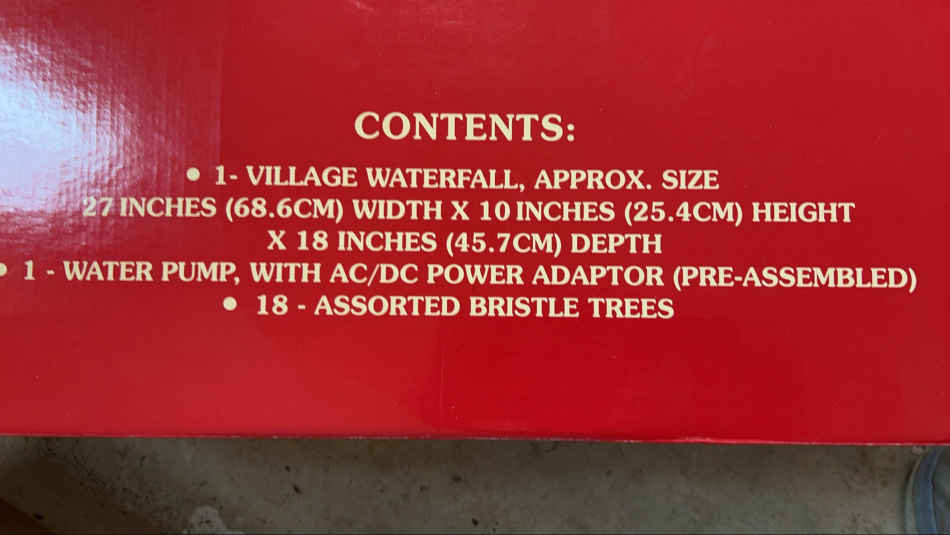 CONTENTS:
• 1- VILLAGE WATERFALL, APPROX. SIZE
27 INCHES (68.6CM) WIDTH X 10 INCHES (25.4CM) HEIGHT
X 18 INCHES (45.7CM) DEPTH
• 1 - WATER PUMP, WITH AC/DC POWER ADAPTOR (PRE-ASSEMBLED)
• 18 - ASSORTED BRISTLE TREES